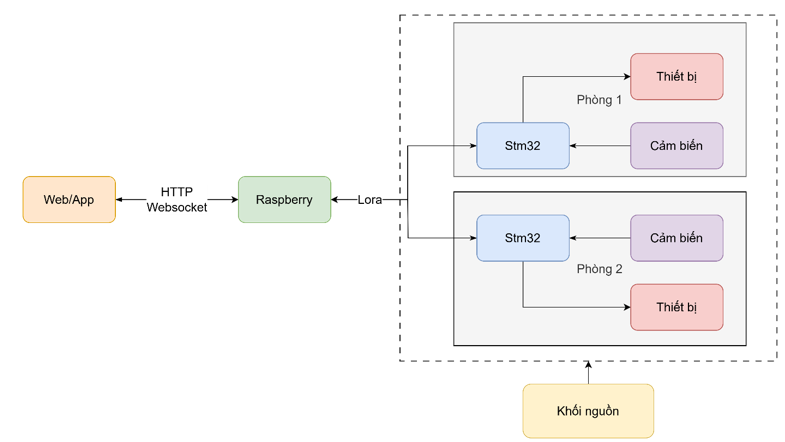 Thiết bị
Phòng 1
Stm32
Cảm biến
Web/App
HTTP
Websocket
Raspberry
Lora
Stm32
Cảm biến
Phòng 2
Thiết bị
Khối nguồn